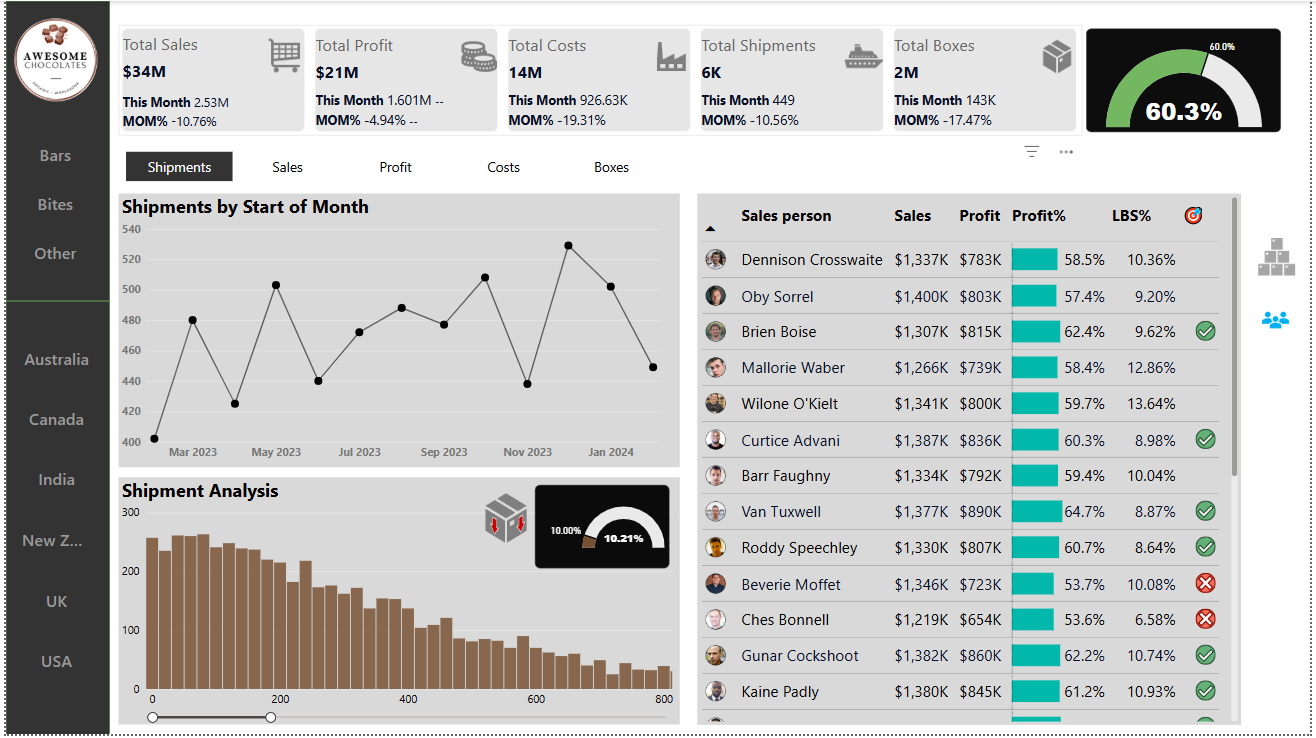 AWESOME
CHOCOLATES
Bars
Bites
Other
Australia
Canada
India
New Z...
UK
USA
Total Sales
$34M
This Month 2.53M
MOM% -10.76%
Total Profit
$21M
This Month 1.601M --
MOM% -4.94% --
Total Costs
14M
This Month 926.63K
MOM% -19.31%
Total Shipments
6K
This Month 449
MOM% -10.56%
Total Boxes
2M
This Month 143K
MOM% -17.47%
60.0%
60.3%
Shipments Sales Profit Costs Boxes
Shipments by Start of Month
540
520
500
480
460
440
420
400
Mar 2023 May 2023 Jul 2023 Sep 2023 Nov 2023 Jan 2024
Shipment Analysis
10.00%
10.21%
300
200
100
0
0 200 400 600 800
Sales person Sales Profit Profit% LBS%
Dennison Crosswaite $1,337K $783K 58.5% 10.36%
Oby Sorrel $1,400K $803K 57.4% 9.20%
Brien Boise $1,307K $815K 62.4% 9.62%
Mallorie Waber $1,266K $739K 58.4% 12.86%
Wilone O'Kielt $1,341K $800K 59.7% 13.64%
Curtice Advani $1,387K $836K 60.3% 8.98%
Barr Faughny $1,334K $792K 59.4% 10.04%
Van Tuxwell $1,377K $890K 64.7% 8.87%
Roddy Speechley $1,330K $807K 60.7% 8.64%
Beverie Moffet $1,346K $723K 53.7% 10.08%
Ches Bonnell $1,219K $654K 53.6% 6.58%
Gunar Cockshoot $1,382K $860K 62.2% 10.74%
Kaine Padly $1,380K $845K 61.2% 10.93%